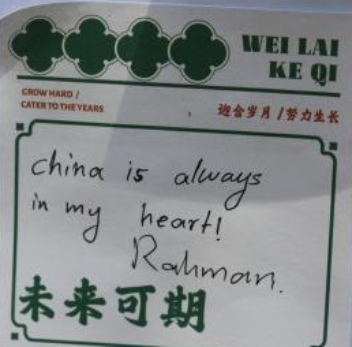 WEI LAI
KE QI
GROW HARD /
CATER TO THE YEARS
迎合岁月 / 努力生长
china is always
in my heart!
Rahman.
未来可期